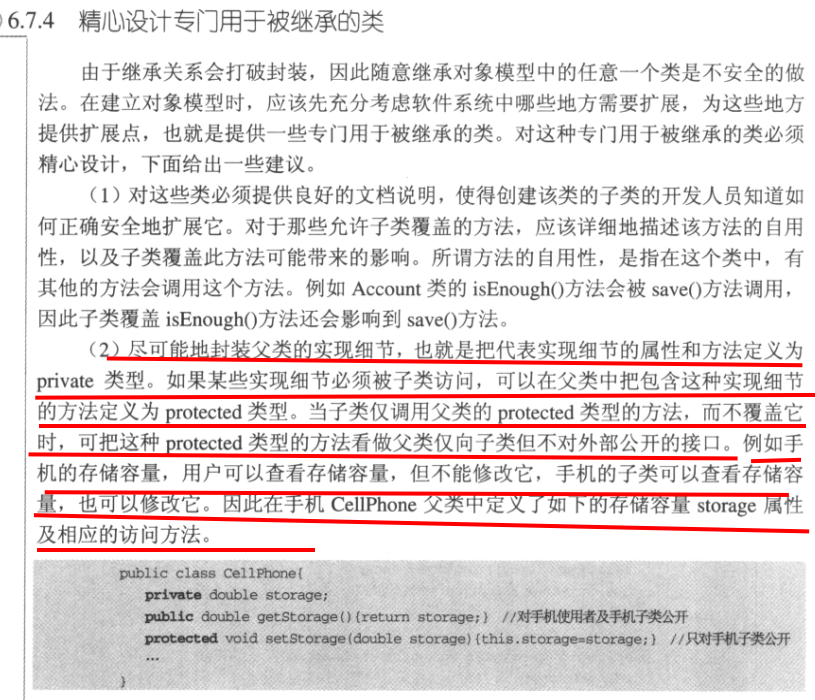 6.7.4 精心设计专门用于被继承的类
由于继承关系会打破封装，因此随意继承对象模型中的任意一个类是不安全的做
法。在建立对象模型时，应该先充分考虑软件系统中哪些地方需要扩展，为这些地方
提供扩展点，也就是提供一些专门用于被继承的类。对这种专门用于被继承的类必须
精心设计，下面给出一些建议。
（1）对这些类必须提供良好的文档说明，使得创建该类的子类的开发人员知道如
何正确安全地扩展它。对于那些允许子类覆盖的方法，应该详细地描述该方法的自用
性，以及子类覆盖此方法可能带来的影响。所谓方法的自用性，是指在这个类中，有
其他的方法会调用这个方法。例如 Account 类的 isEnough()方法会被 save()方法调用，
因此子类覆盖 isEnough()方法还会影响到 save()方法。
（2）尽可能地封装父类的实现细节，也就是把代表实现细节的属性和方法定义为
private 类型。如果某些实现细节必须被子类访问，可以在父类中把包含这种实现细节
的方法定义为 protected 类型。当子类仅调用父类的 protected 类型的方法，而不覆盖它
时，可把这种 protected 类型的方法看做父类仅向子类但不对外部公开的接口。例如手
机的存储容量，用户可以查看存储容量，但不能修改它，手机的子类可以查看存储容
量，也可以修改它。因此在手机 CellPhone 父类中定义了如下的存储容量 storage 属性
及相应的访问方法。
public class CellPhone{
private double storage;
public double getStorage(){return storage;} //对手机使用者及手机子类公开
protected void setStorage(double storage){this.storage=storage;} //只对手机子类公开
…
}